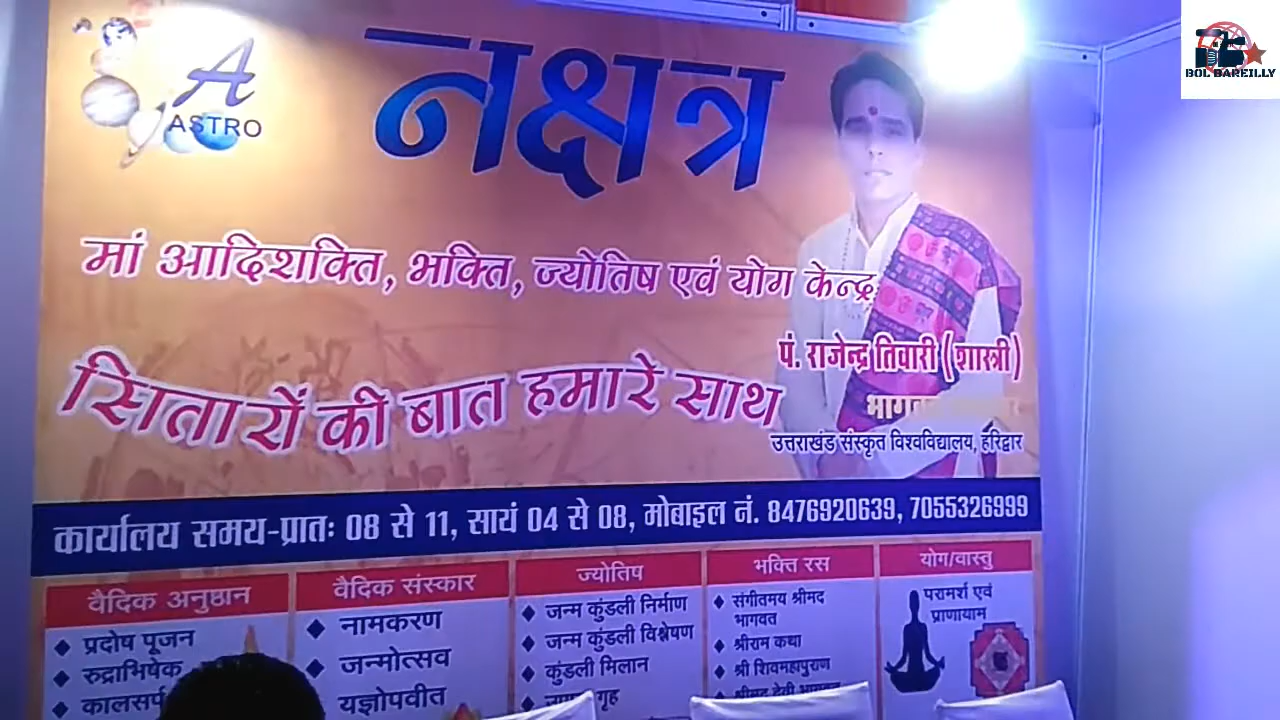 BOL BAREILLY
A
ASTRO
नक्षत्र
मां आदिशक्ति, भक्ति, ज्योतिष एवं योग केन्द्र
सितारों की बात हमारे साथ
पं. राजेन्द्र तिवारी (शास्त्री)
उत्तराखंड संस्कृत विश्वविद्यालय, हरिद्वार
कार्यालय समय-प्रातः 08 से 11, सायं 04 से 08, मोबाइल नं. 8476920639, 7055326999
वैदिक अनुष्ठान
प्रदोष पूजन
रुद्राभिषेक
वैदिक संस्कार
नामकरण
जन्मोत्सव
यज्ञोपवीत
ज्योतिष
जन्म कुंडली निर्माण
जन्म कुंडली विश्लेषण
कुंडली मिलान
गृह
भक्ति रस
संगीतमय श्रीमद
भागवत
श्रीराम कथा
श्री शिवमहापुराण
योग/वास्तु
परामर्श एवं
प्राणायाम